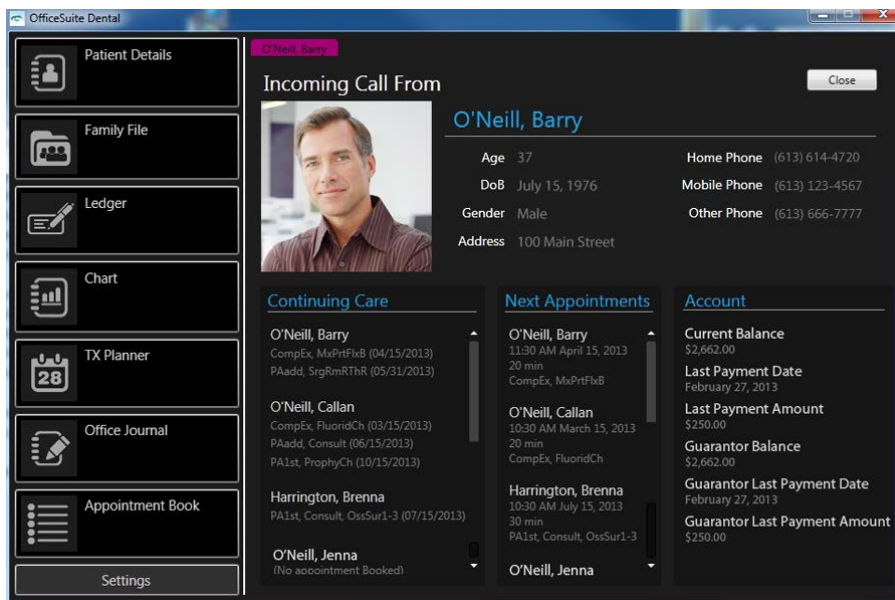 OfficeSuite Dental
Patient Details
Family File
Ledger
Chart
TX Planner
28
Office Journal
Appointment Book
Settings
O'Neill, Barry
Incoming Call From
Close
O'Neill, Barry
Age 37
DoB July 15, 1976
Gender Male
Address 100 Main Street
Home Phone (613) 614-4720
Mobile Phone (613) 123-4567
Other Phone (613) 666-7777
Continuing Care
O'Neill, Barry
CompEx, MxPrtFlxB (04/15/2013)
PAadd, SrgRmRThR (05/31/2013)
O'Neill, Callan
CompEx, FluoridCh (03/15/2013)
PAadd, Consult (06/15/2013)
PA1st, ProphyCh (10/15/2013)
Harrington, Brenna
PA1st, Consult, OssSur1-3 (07/15/2013)
O'Neill, Jenna
(No appointment Booked)
Next Appointments
O'Neill, Barry
11:30 AM April 15, 2013
20 min
CompEx, MxPrtFlxB
O'Neill, Callan
10:30 AM March 15, 2013
20 min
CompEx, FluoridCh
Harrington, Brenna
10:30 AM July 15, 2013
30 min
PA1st, Consult, OssSur1-3
O'Neill, Jenna
Account
Current Balance
$2,662.00
Last Payment Date
February 27, 2013
Last Payment Amount
$250.00
Guarantor Balance
$2,662.00
Guarantor Last Payment Date
February 27, 2013
Guarantor Last Payment Amount
$250.00